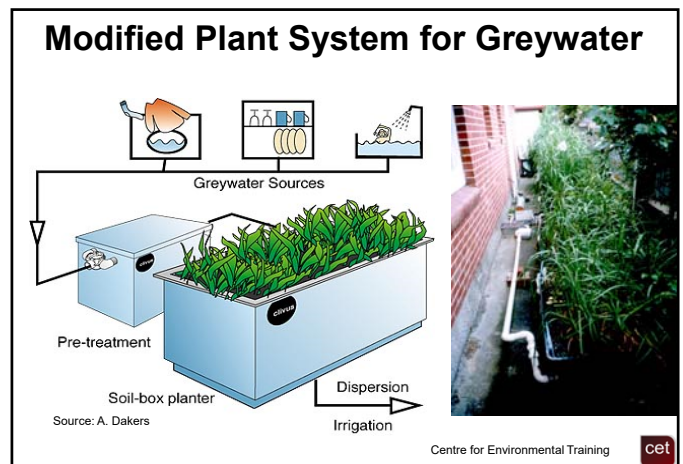 Modified Plant System for Greywater
Greywater Sources
clivus
clivus
Pre-treatment
Soil-box planter
Dispersion
Irrigation
Source: A. Dakers
Centre for Environmental Training
cet